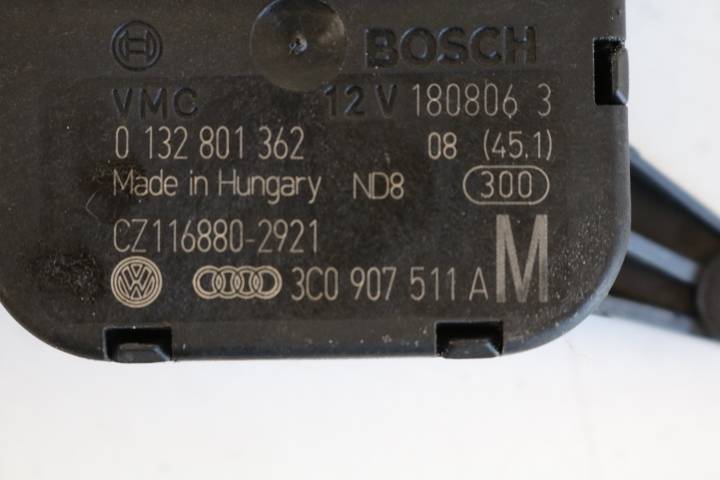 BOSCH
VMC 12V 180806 3
0 132 801 362 08 (45.1)
Made in Hungary ND8 300
CZ116880-2921
3C0 907 511 A M